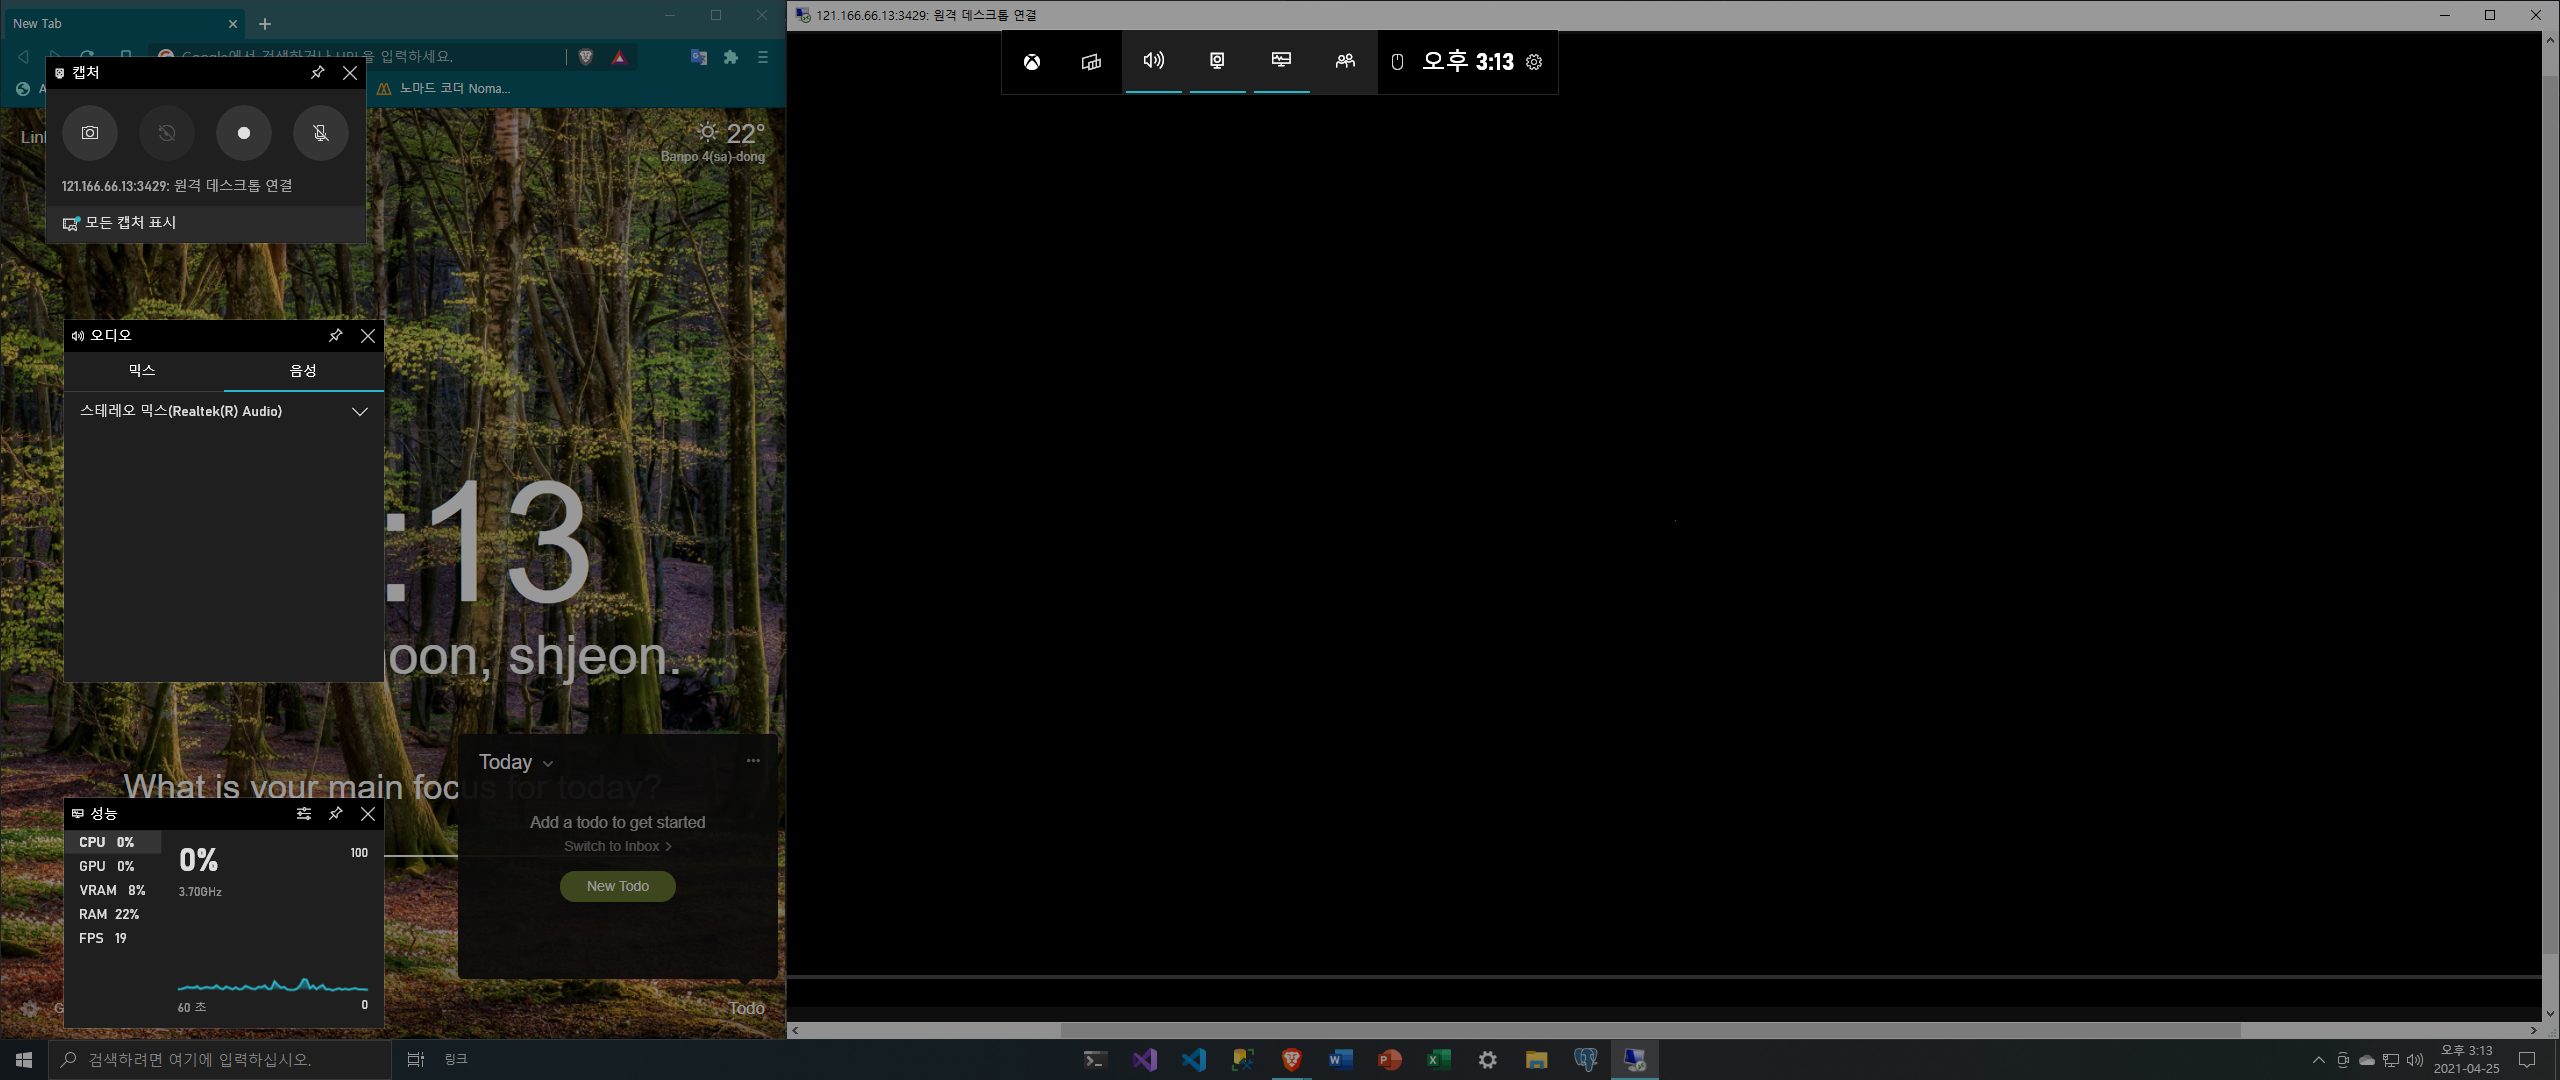 New Tab
Google에서 검색하거나 URL을 입력하세요.
노마드 코더 Noma...
캡처
121.166.66.13:3429: 원격 데스크톱 연결
모든 캡처 표시
22°
Banpo 4(sa)-dong
오디오
믹스
음성
스테레오 믹스(Realtek(R) Audio)
:13
oon, shjeon.
What is your main focus for today?
Today
Add a todo to get started
Switch to Inbox >
New Todo
Todo
성능
CPU 0%
GPU 0%
VRAM 8%
RAM 22%
FPS 19
0%
3.70GHz
100
60 초
0
121.166.66.13:3429: 원격 데스크톱 연결
오후 3:13
검색하려면 여기에 입력하십시오.
링크
오후 3:13
2021-04-25